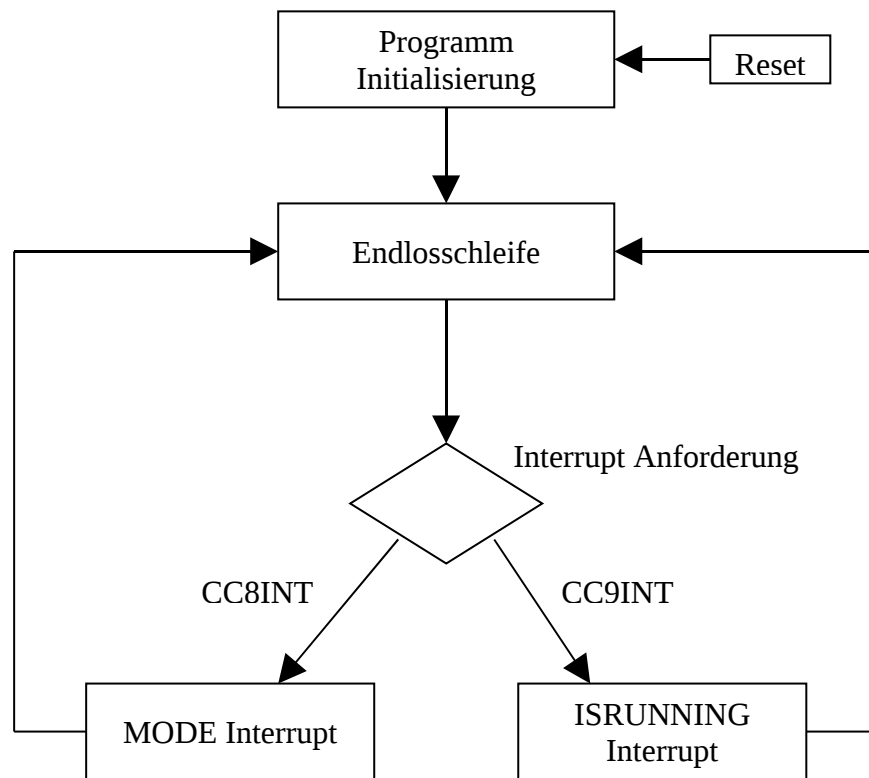 Programm
Initialisierung
Reset
Endlosschleife
Interrupt Anforderung
CC8INT
CC9INT
MODE Interrupt
ISRUNNING
Interrupt